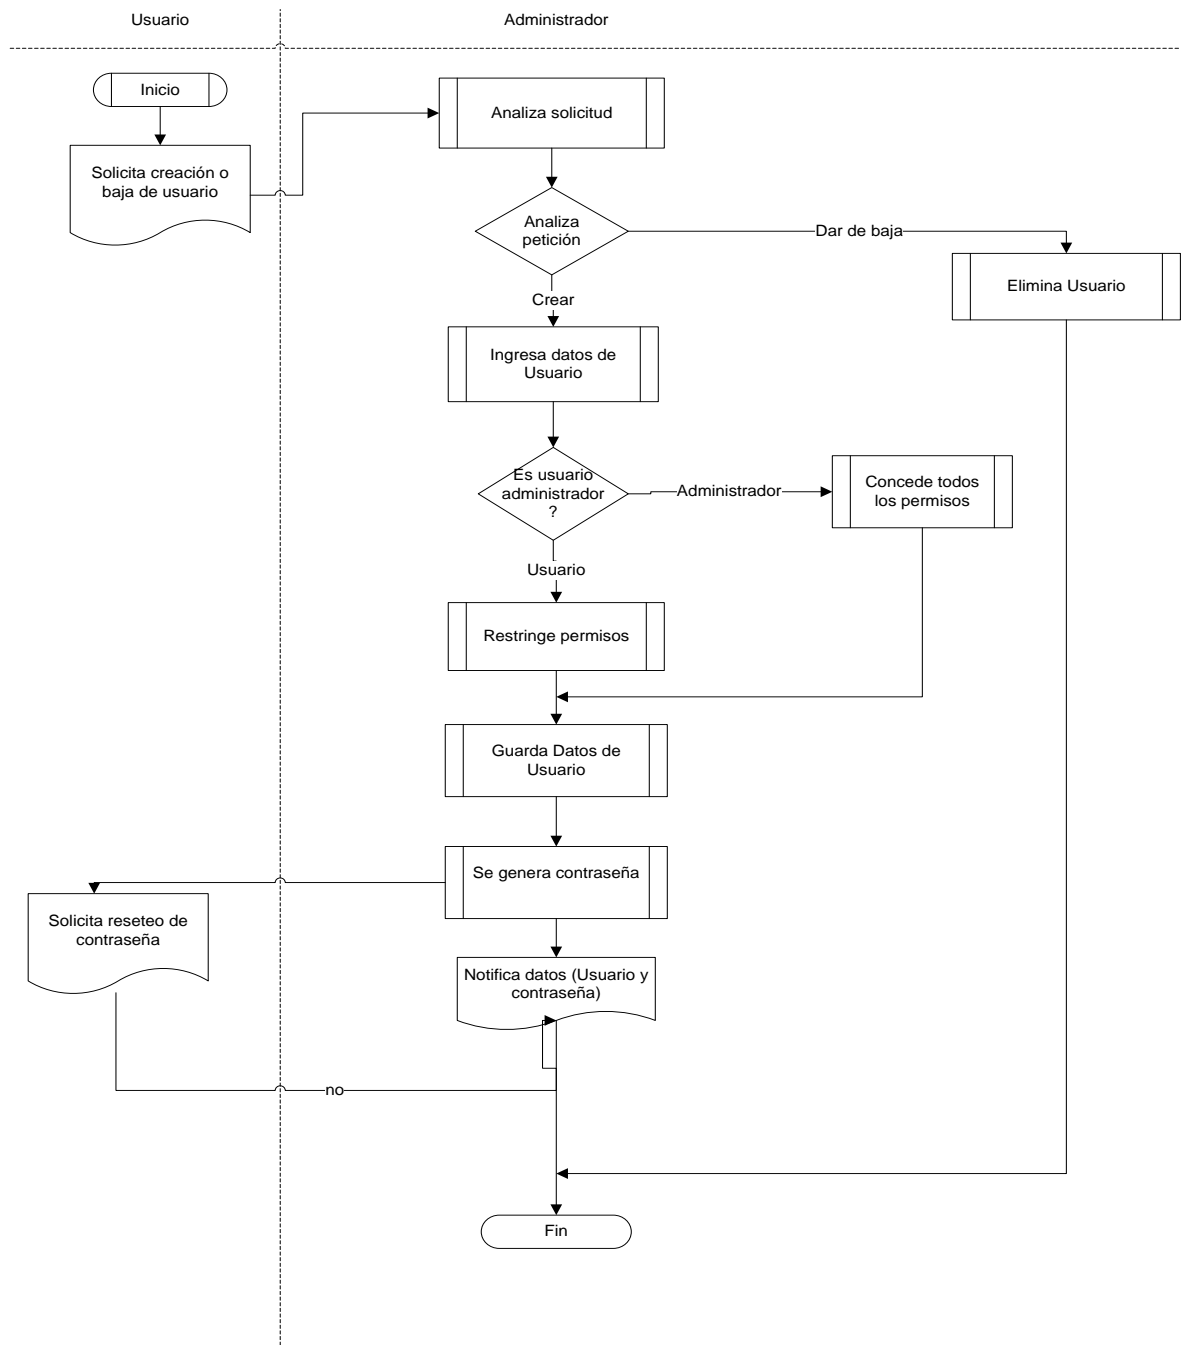 Usuario
Administrador
Inicio
Analiza solicitud
Solicita creación o
baja de usuario
Analiza
petición
Dar de baja
Elimina Usuario
Crear
Ingresa datos de
Usuario
Es usuario
administrador
?
Administrador
Concede todos
los permisos
Usuario
Restringe permisos
Guarda Datos de
Usuario
Se genera contraseña
Solicita reseteo de
contraseña
Notifica datos (Usuario y
contraseña)
no
Fin